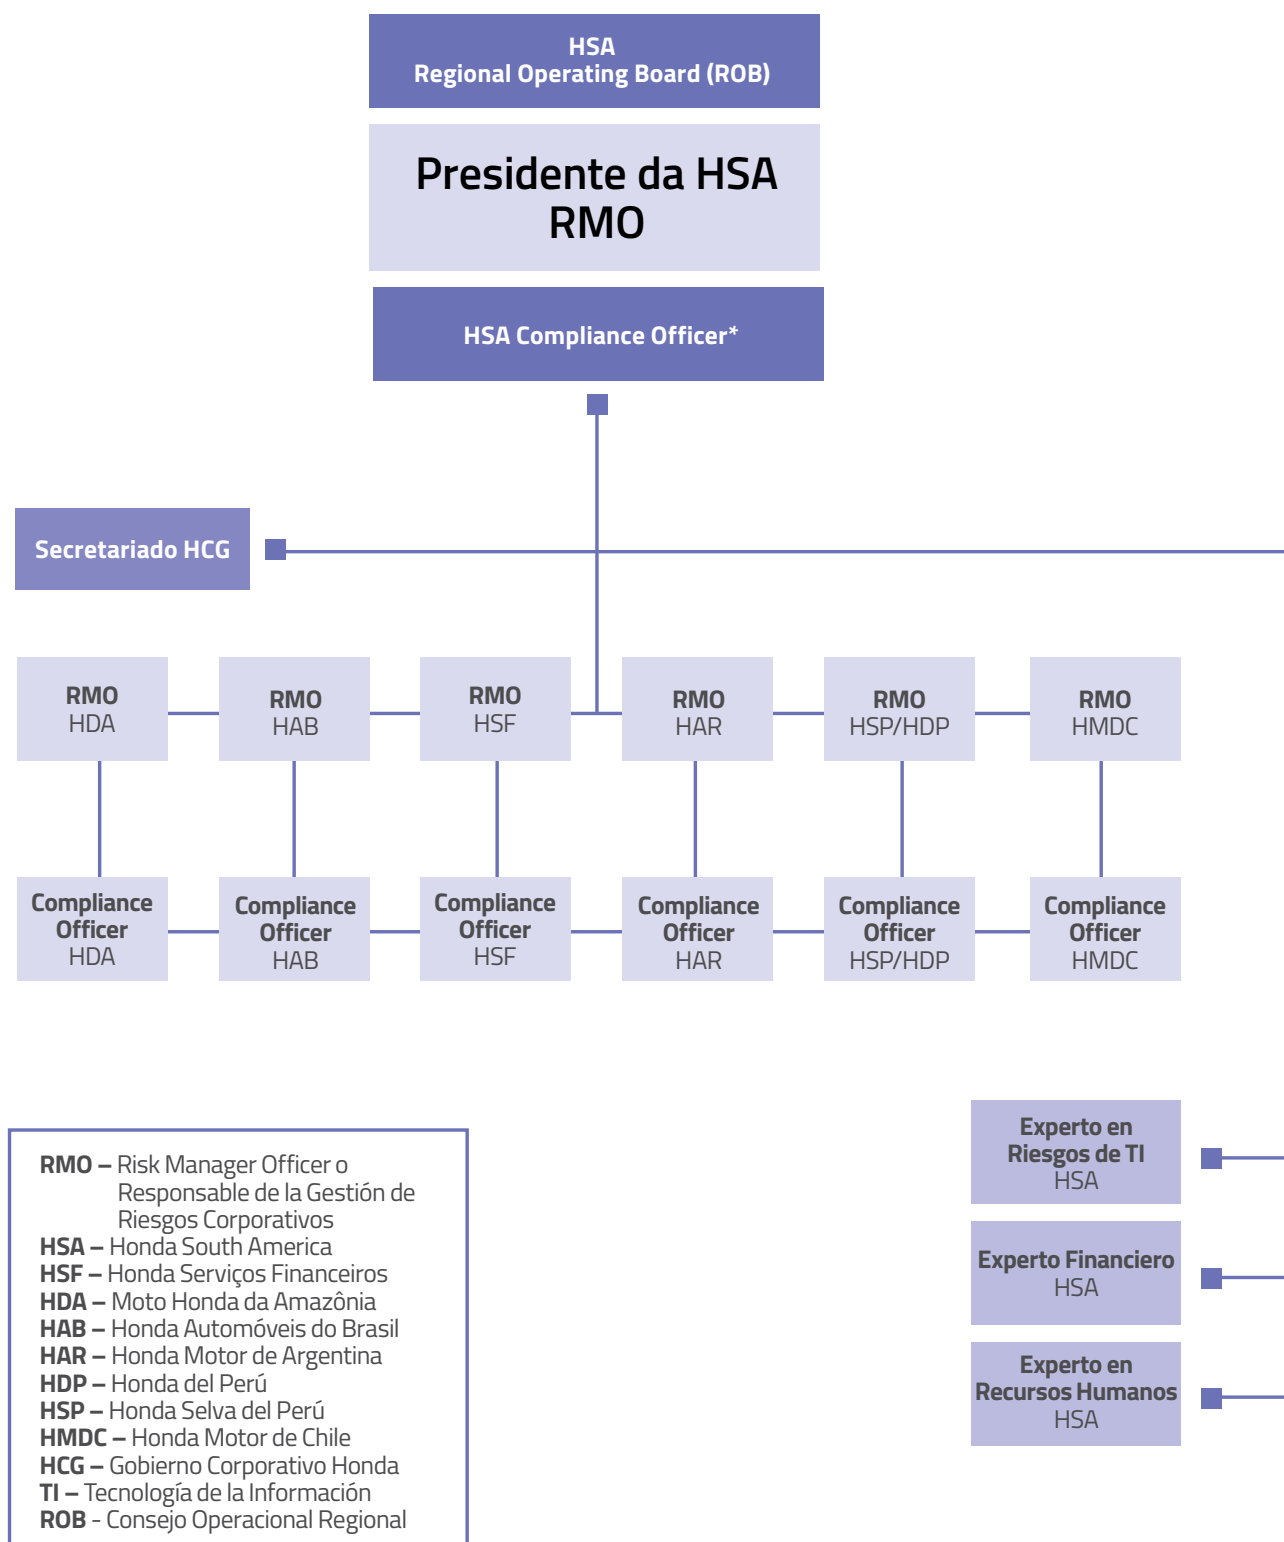 HSA
Regional Operating Board (ROB)
Presidente da HSA
RMO
HSA Compliance Officer*
Secretariado HCG
RMO
HDA
RMO
HAB
RMO
HSF
RMO
HAR
RMO
HSP/HDP
RMO
HMDC
Compliance
Officer
HDA
Compliance
Officer
HAB
Compliance
Officer
HSF
Compliance
Officer
HAR
Compliance
Officer
HSP/HDP
Compliance
Officer
HMDC
Experto en
Riesgos de TI
HSA
Experto Financiero
HSA
Experto en
Recursos Humanos
HSA
RMO – Risk Manager Officer o
Responsable de la Gestión de
Riesgos Corporativos
HSA – Honda South America
HSF – Honda Serviços Financeiros
HDA – Moto Honda da Amazônia
HAB – Honda Automóveis do Brasil
HAR – Honda Motor de Argentina
HDP – Honda del Perú
HSP – Honda Selva del Perú
HMDC – Honda Motor de Chile
HCG – Gobierno Corporativo Honda
TI – Tecnología de la Información
ROB - Consejo Operacional Regional